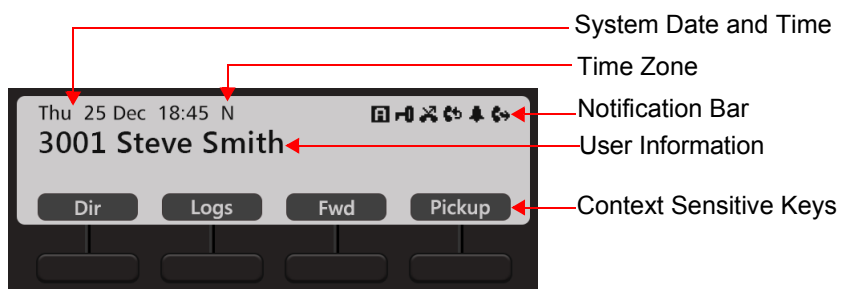 System Date and Time
Time Zone
Thu 25 Dec 18:45 N
Notification Bar
3001 Steve Smith
User Information
Dir Logs Fwd Pickup
Context Sensitive Keys